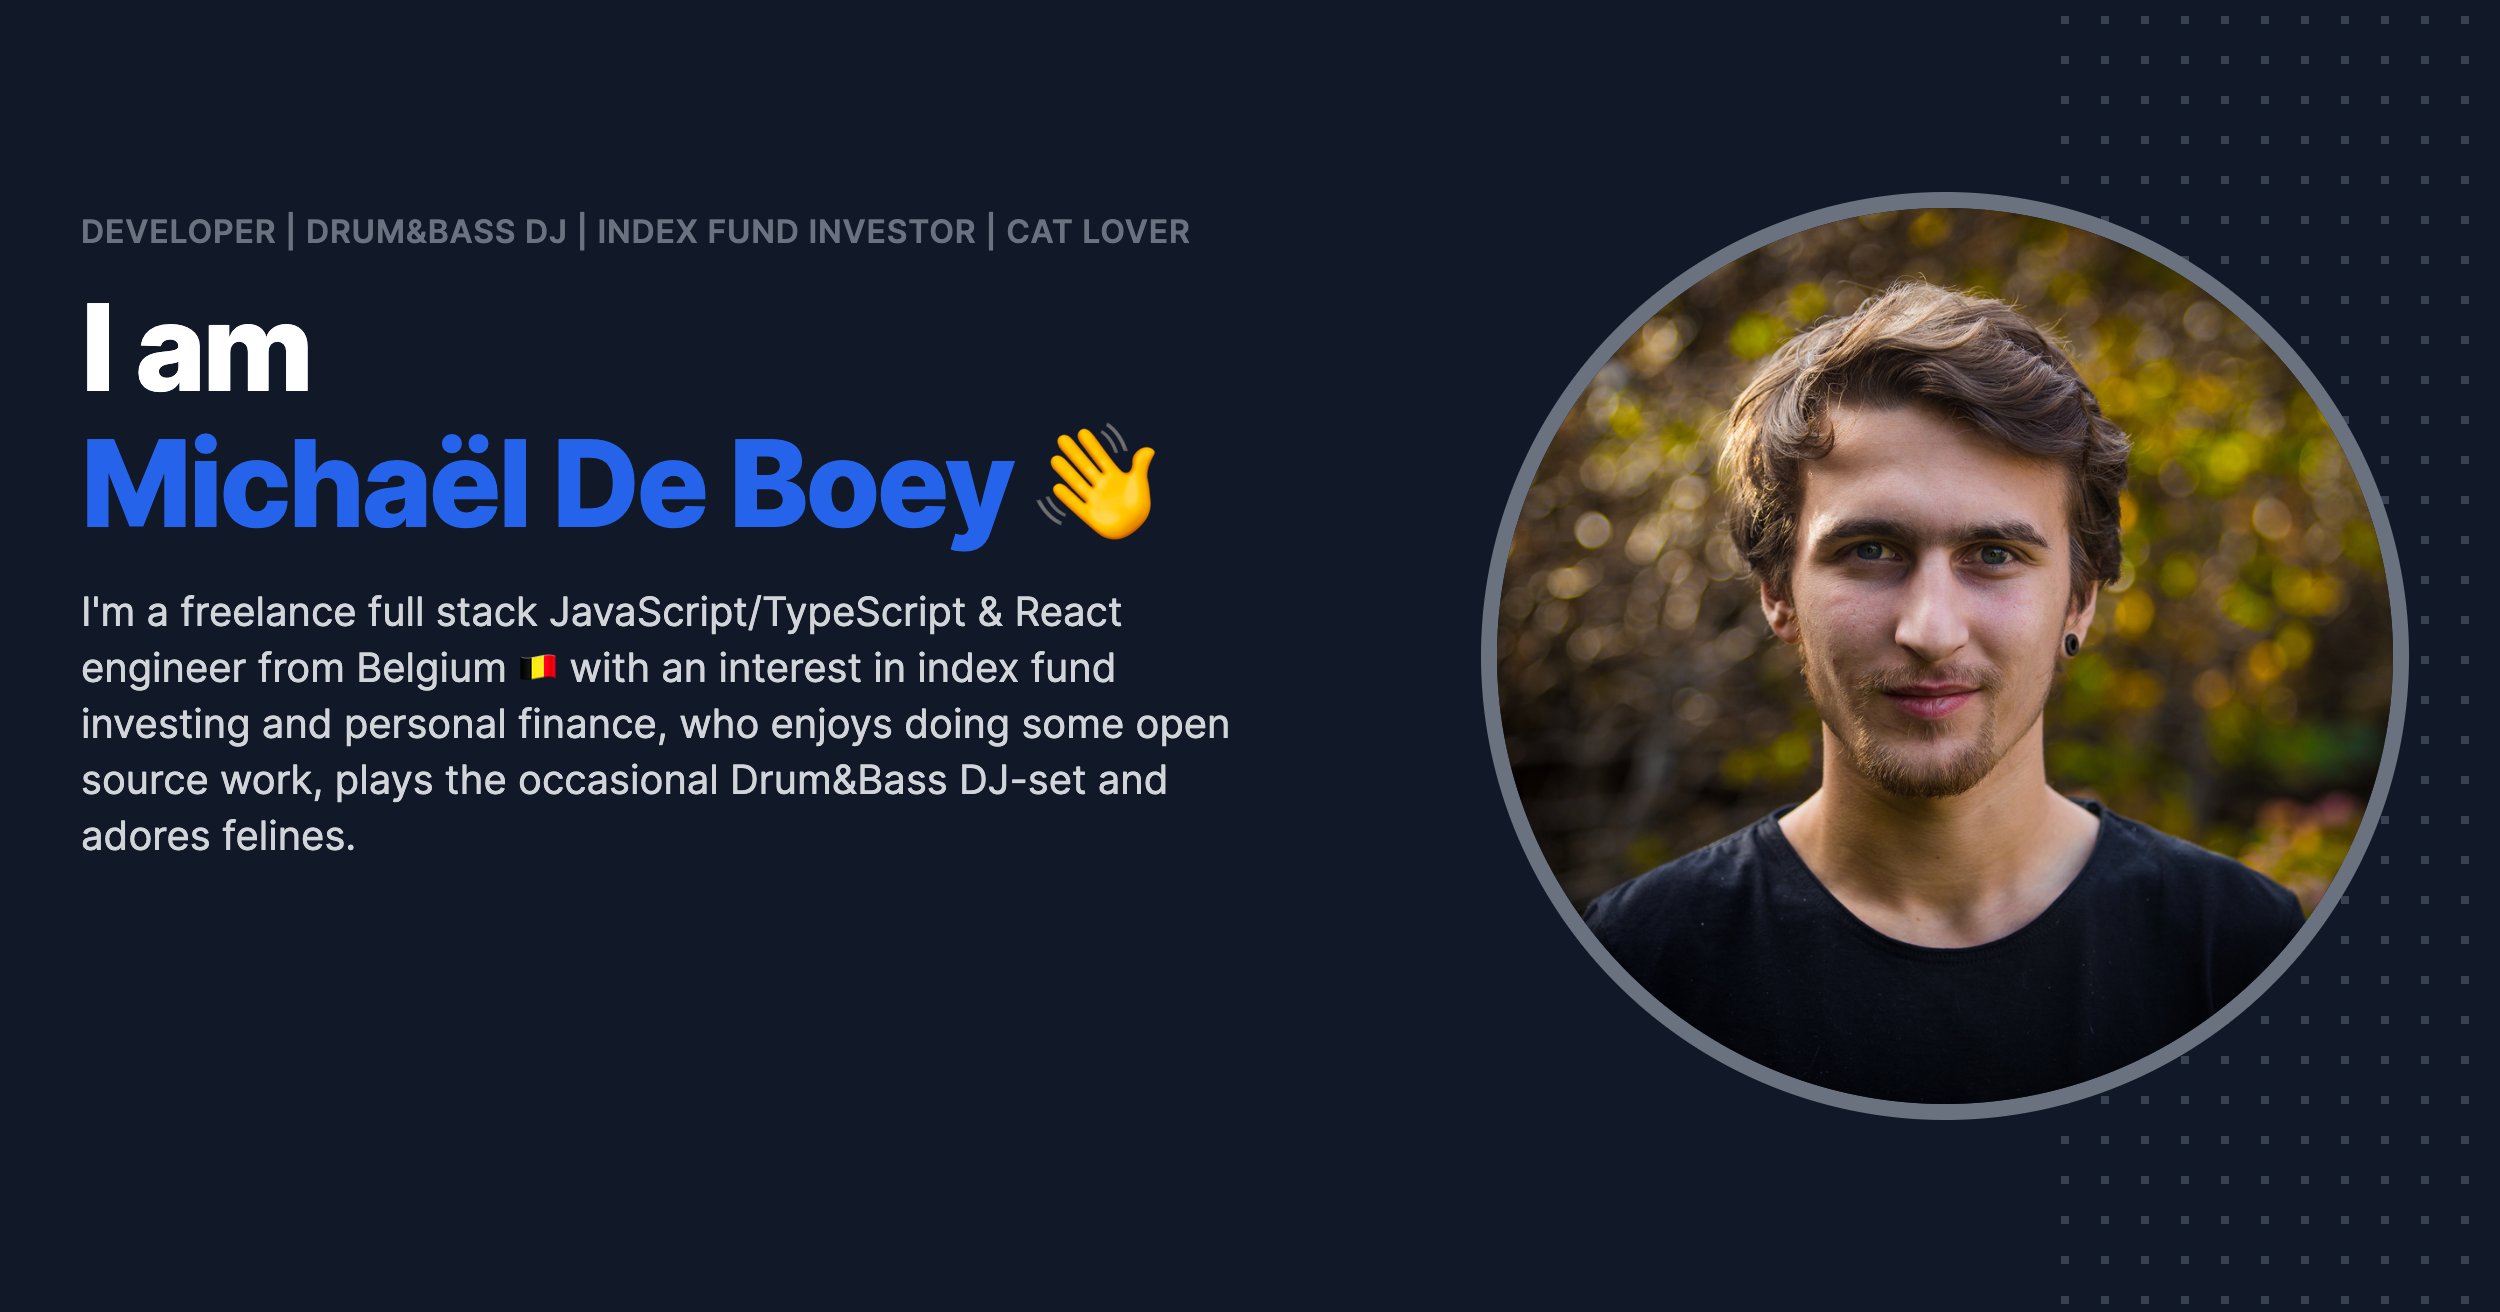 DEVELOPER | DRUM&BASS DJ | INDEX FUND INVESTOR | CAT LOVER
I am
Michaël De Boey 👋
I'm a freelance full stack JavaScript/TypeScript & React
engineer from Belgium 🇧🇪 with an interest in index fund
investing and personal finance, who enjoys doing some open
source work, plays the occasional Drum&Bass DJ-set and
adores felines.